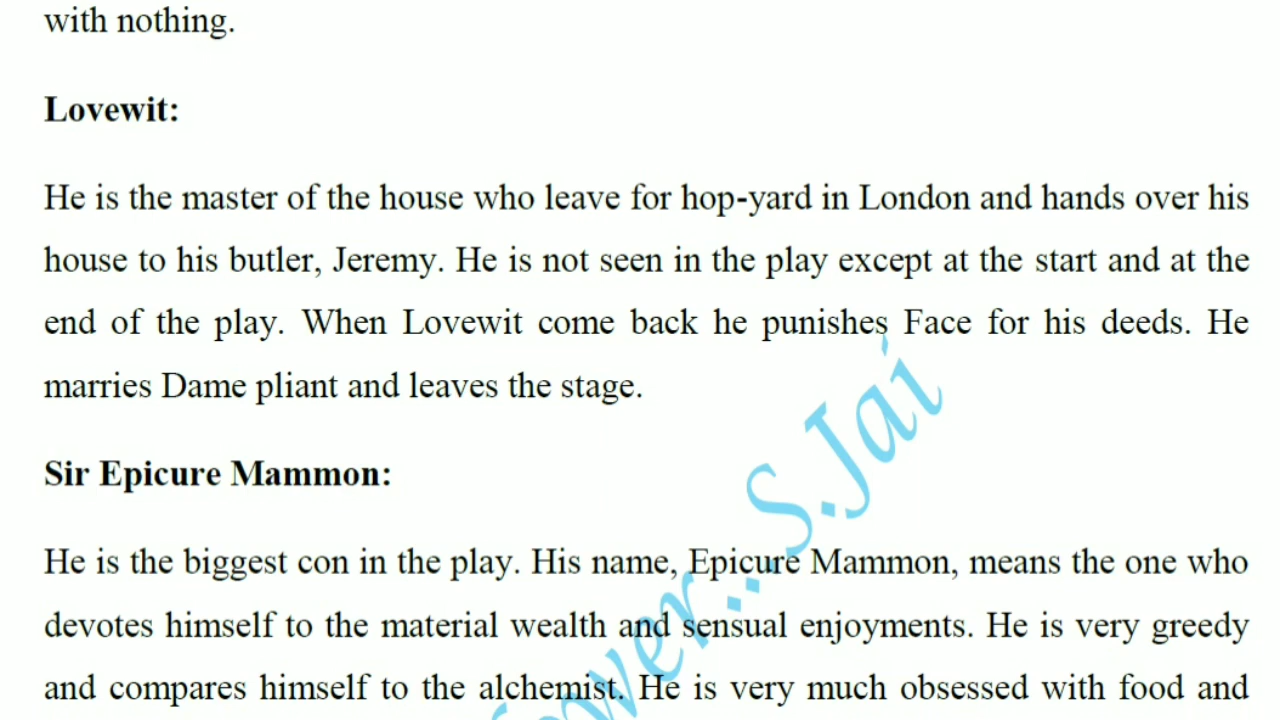 with nothing.
Lovewit:
He is the master of the house who leave for hop-yard in London and hands over his
house to his butler, Jeremy. He is not seen in the play except at the start and at the
end of the play. When Lovewit come back he punishes Face for his deeds. He
marries Dame pliant and leaves the stage.
Sir Epicure Mammon:
He is the biggest con in the play. His name, Epicure Mammon, means the one who
devotes himself to the material wealth and sensual enjoyments. He is very greedy
and compares himself to the alchemist. He is very much obsessed with food and
S.Jai